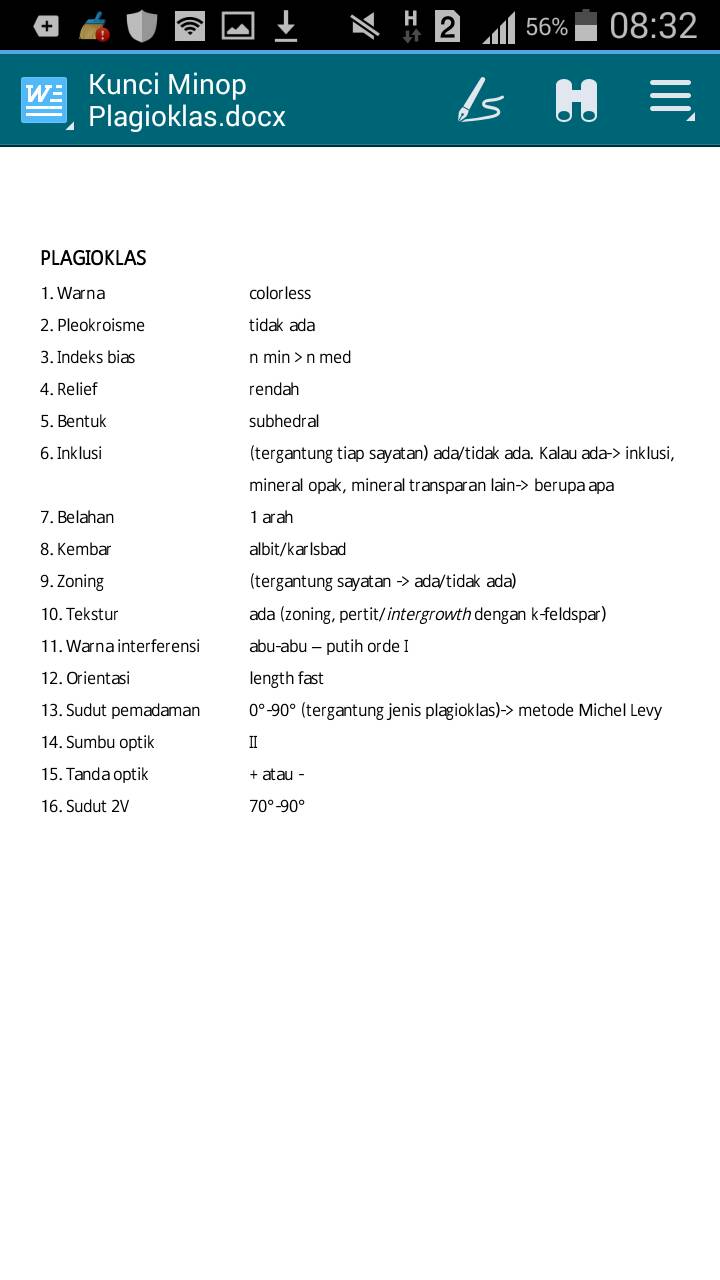 H 2 56% 08:32
W
Kunci Minop
Plagioklas.docx
PLAGIOKLAS
1. Warna colorless
2. Pleokroisme tidak ada
3. Indeks bias n min > n med
4. Relief rendah
5. Bentuk subhedral
6. Inklusi (tergantung tiap sayatan) ada/tidak ada. Kalau ada-> inklusi,
mineral opak, mineral transparan lain-> berupa apa
7. Belahan 1 arah
8. Kembar albit/karlsbad
9. Zoning (tergantung sayatan -> ada/tidak ada)
10. Tekstur ada (zoning, pertit/intergrowth dengan k-feldspar)
11. Warna interferensi abu-abu – putih orde I
12. Orientasi length fast
13. Sudut pemadaman 0°-90° (tergantung jenis plagioklas)-> metode Michel Levy
14. Sumbu optik II
15. Tanda optik + atau -
16. Sudut 2V 70°-90°